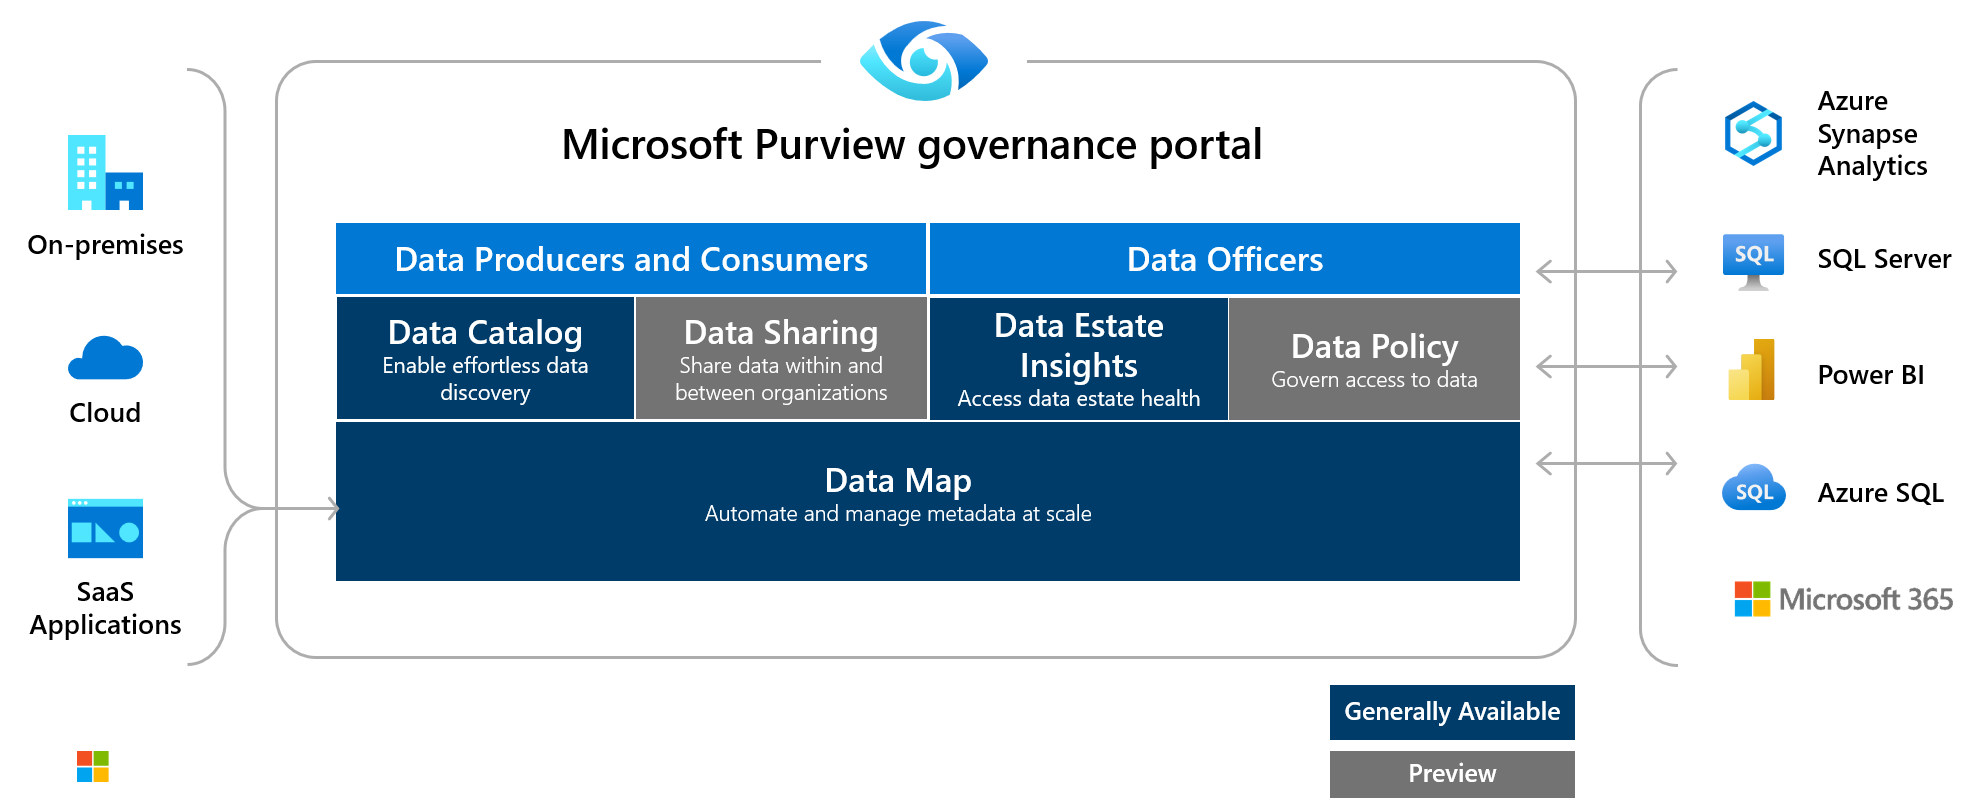 Microsoft Purview governance portal
On-premises
Cloud
SaaS
Applications
Data Producers and Consumers
Data Officers
Data Catalog
Enable effortless data
discovery
Data Sharing
Share data within and
between organizations
Data Estate
Insights
Access data estate health
Data Policy
Govern access to data
Data Map
Automate and manage metadata at scale
Azure
Synapse
Analytics
SQL
SQL Server
Power BI
SQL
Azure SQL
Microsoft 365
Generally Available
Preview